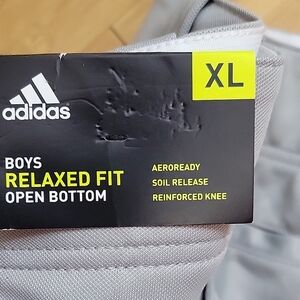 XL
adidas
BOYS
RELAXED FIT
OPEN BOTTOM
AEROREADY
SOIL RELEASE
REINFORCED KNEE